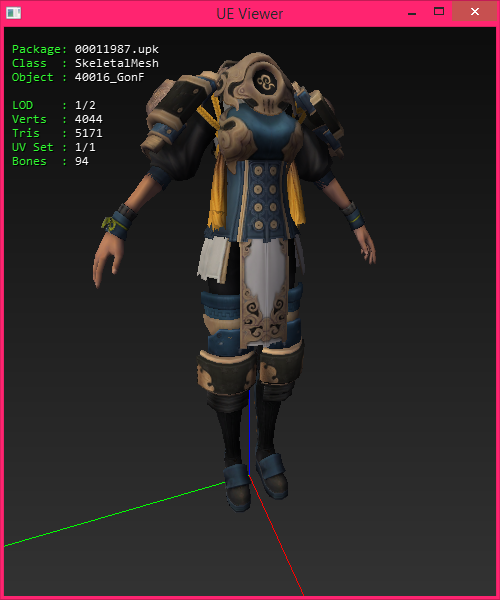 UE Viewer
Package: 00011987.upk
Class : SkeletalMesh
Object : 40016_GonF
LOD : 1/2
Verts : 4044
Tris : 5171
UV Set : 1/1
Bones : 94